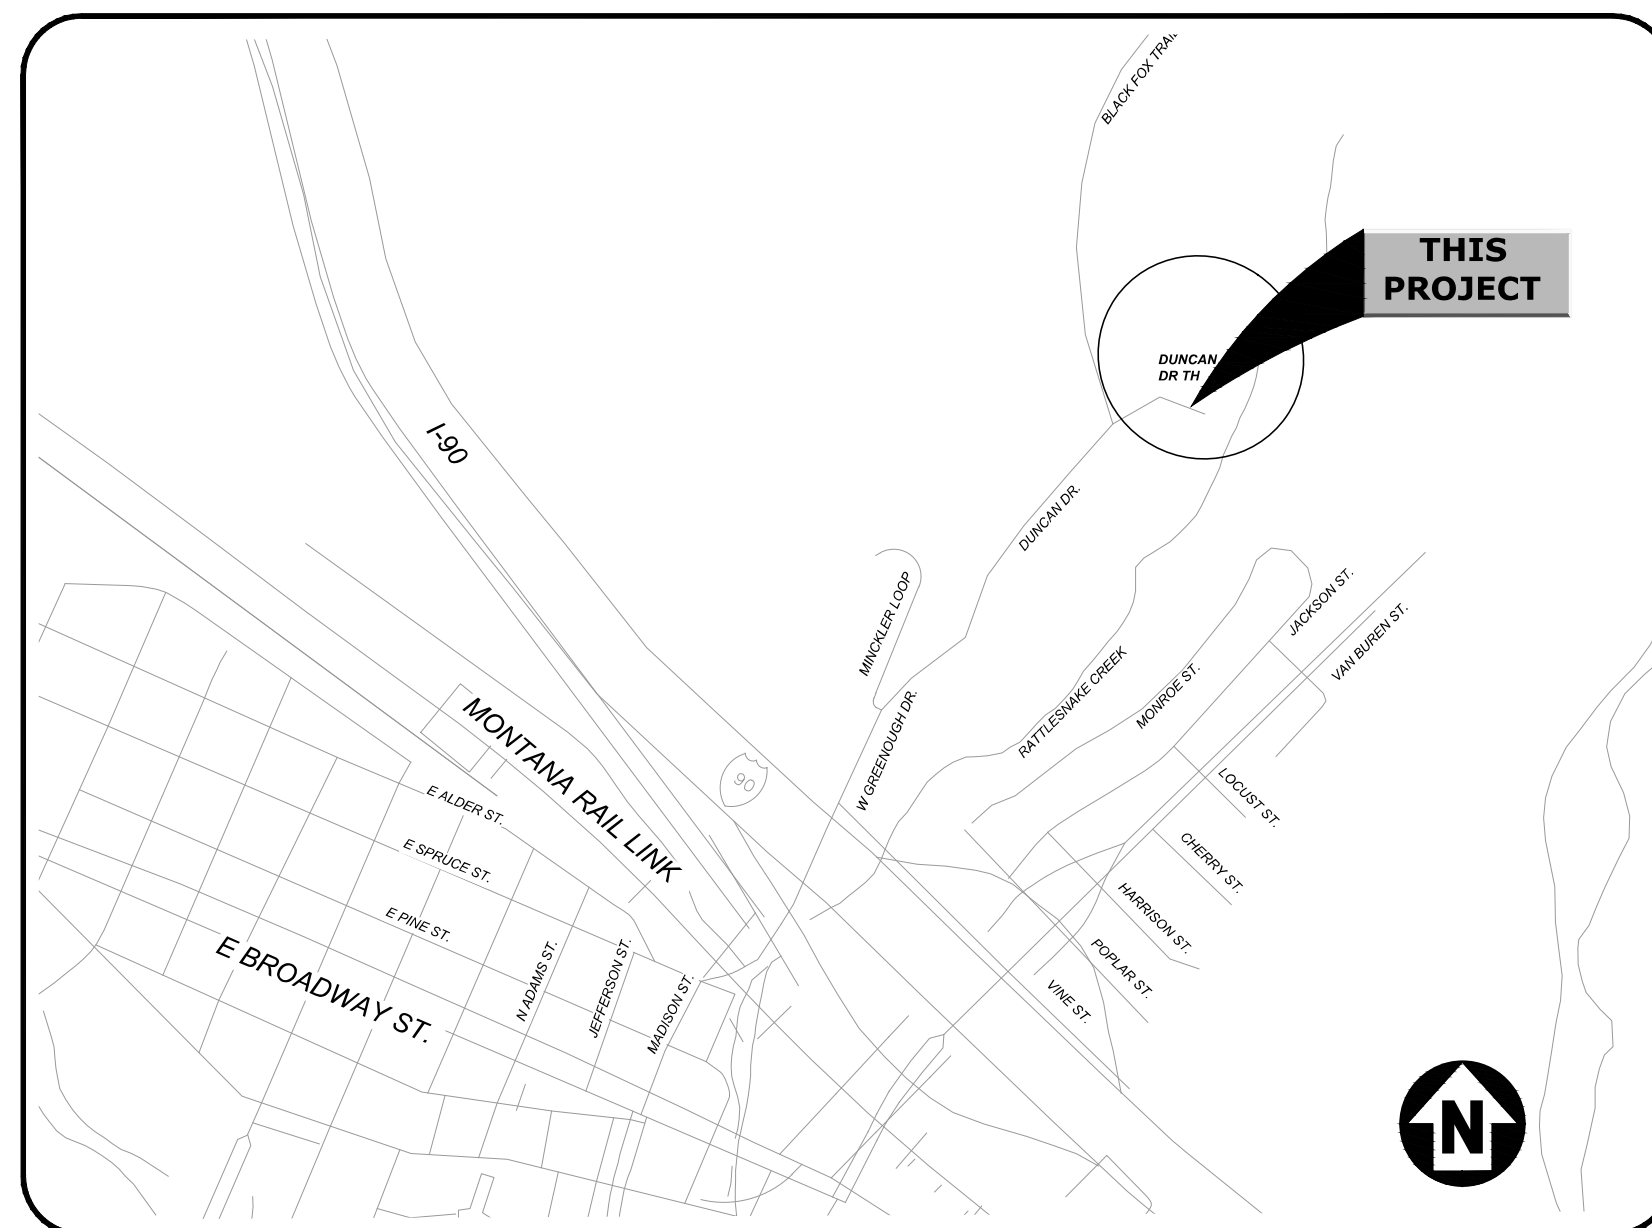 BLACK FOX TRAIL
THIS
PROJECT
DUNCAN
DR TH
I-90
DUNCAN DR.
MINCKLER LOOP
JACKSON ST.
VAN BUREN ST.
RATTLESNAKE CREEK
MONROE ST.
W GREENOUGH DR.
MONTANA RAIL LINK
90
LOCUST ST.
E ALDER ST.
CHERRY ST.
E SPRUCE ST.
HARRISON ST.
E PINE ST.
POPLAR ST.
E BROADWAY ST.
N ADAMS ST.
JEFFERSON ST.
MADISON ST.
VINE ST.
N